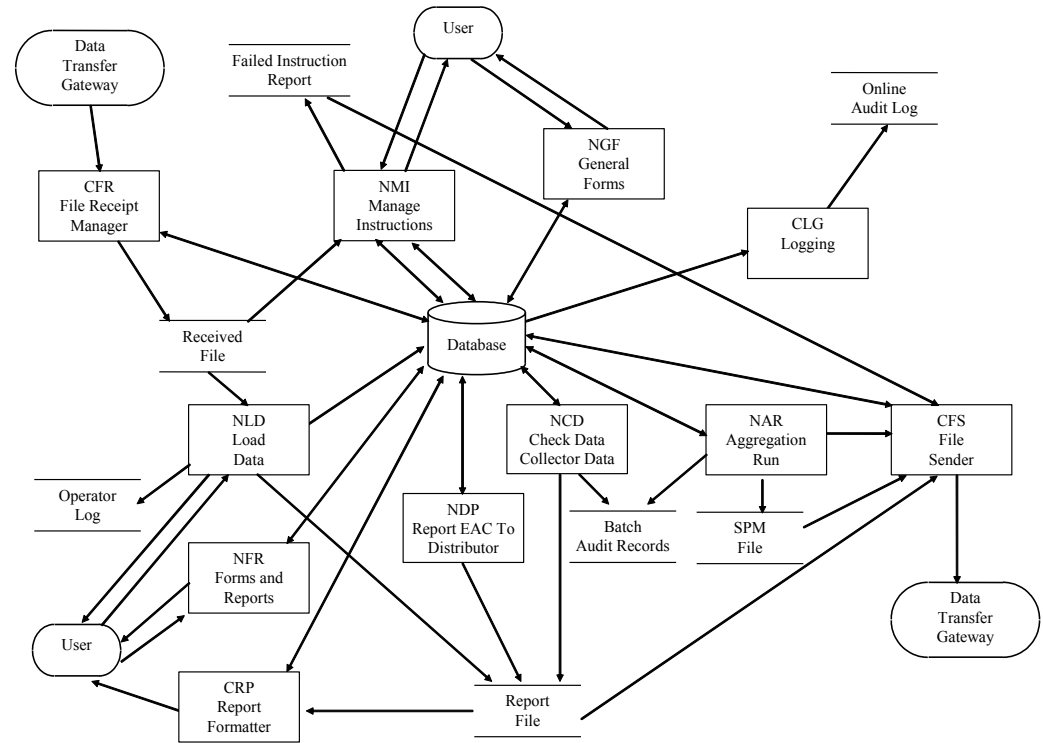 User
Data
Transfer
Gateway
Failed Instruction
Report
Online
Audit Log
NGF
General
Forms
CFR
File Receipt
Manager
NMI
Manage
Instructions
CLG
Logging
Received
File
Database
NLD
Load
Data
NCD
Check Data
Collector Data
NAR
Aggregation
Run
CFS
File
Sender
Operator
Log
NDP
Report EAC To
Distributor
Batch
Audit Records
SPM
File
NFR
Forms and
Reports
Data
Transfer
Gateway
User
CRP
Report
Formatter
Report
File